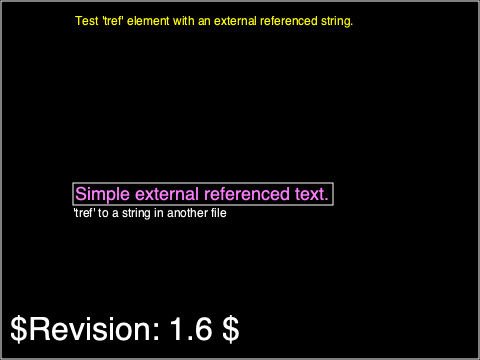 Test 'tref' element with an external referenced string.
Simple external referenced text.
'tref' to a string in another file
$Revision: 1.6 $